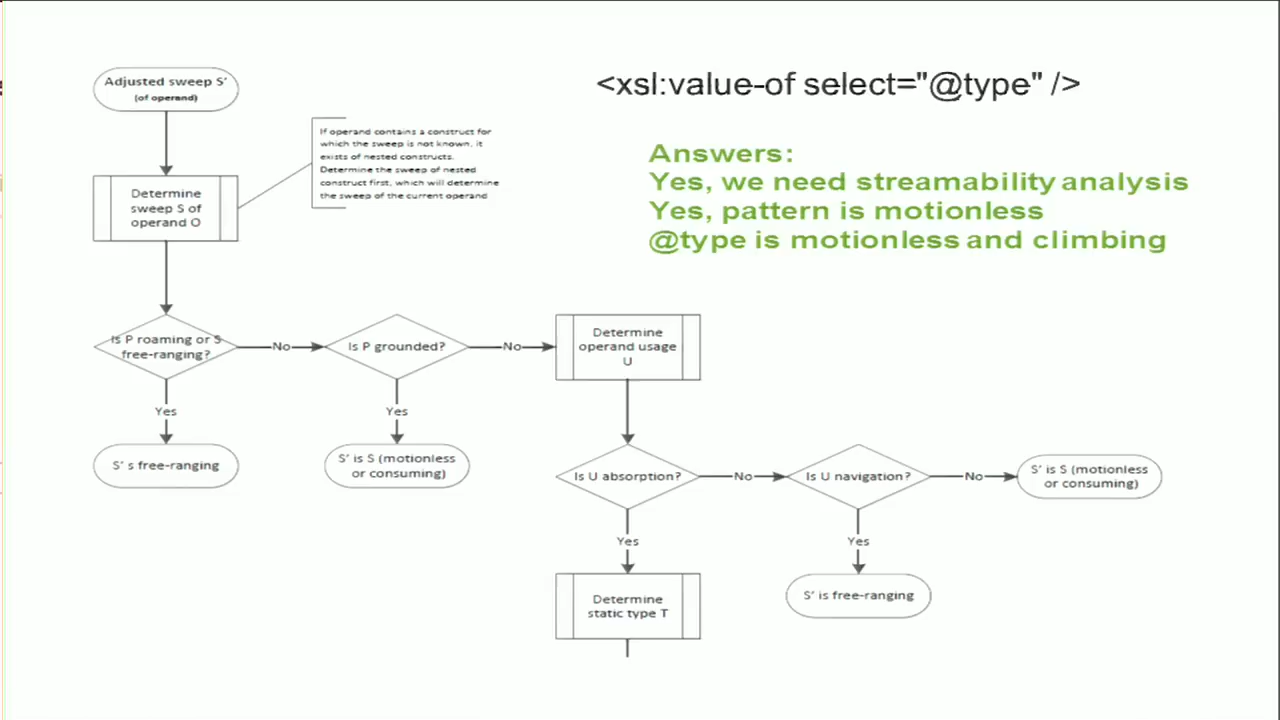 <xsl:value-of select="@type" />
Answers:
Yes, we need streamability analysis
Yes, pattern is motionless
@type is motionless and climbing
Adjusted sweep S'
(of operand)
If operand contains a construct for
which the sweep is not known, it
exists of nested constructs.
Determine the sweep of nested
construct first, which will determine
the sweep of the current operand
Determine
sweep S of
operand O
Is P roaming or S
free-ranging?
No
Is P grounded?
No
Determine
operand usage
U
Yes
Yes
S' s free-ranging
S' is S (motionless
or consuming)
Is U absorption?
No
Is U navigation?
No
S' is S (motionless
or consuming)
Yes
Yes
Determine
static type T
S' is free-ranging